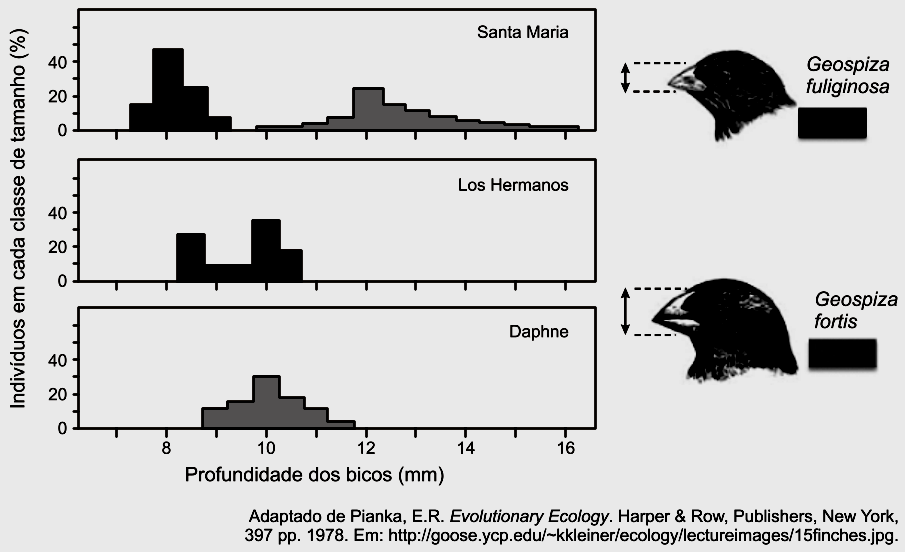 Indivíduos em cada classe de tamanho (%)
Santa Maria
40
20
0
Los Hermanos
40
20
0
Daphne
40
20
0
8
10
12
14
16
Profundidade dos bicos (mm)
Geospiza
fuliginosa
Geospiza
fortis
Adaptado de Pianka, E.R. Evolutionary Ecology. Harper & Row, Publishers, New York,
397 pp. 1978. Em: http://goose.ycp.edu/~kkleiner/ecology/lectureimages/15finches.jpg.